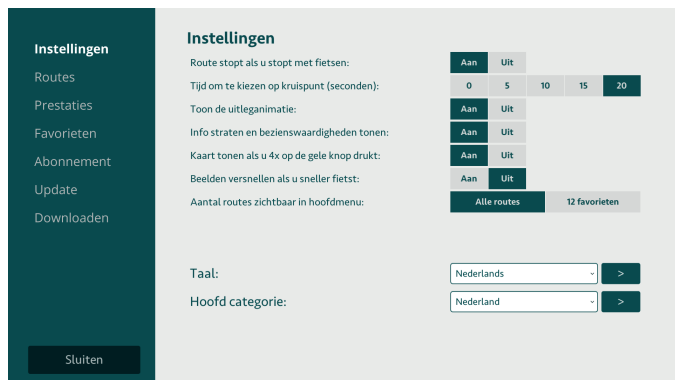 Instellingen
Routes
Prestaties
Favorieten
Abonnement
Update
Downloaden
Sluiten
Instellingen
Route stopt als u stopt met fietsen: Aan Uit
Tijd om te kiezen op kruispunt (seconden): 0 5 10 15 20
Toon de uitleganimatie: Aan Uit
Info straten en bezienswaardigheden tonen: Aan Uit
Kaart tonen als u 4x op de gele knop drukt: Aan Uit
Beelden versnellen als u sneller fietst: Aan Uit
Aantal routes zichtbaar in hoofdmenu: Alle routes 12 favorieten
Taal: Nederlands >
Hoofd categorie: Nederland >